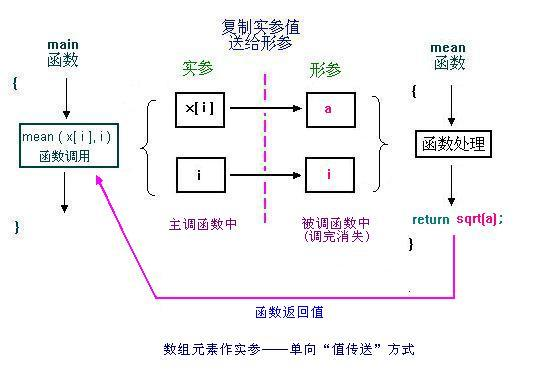 复制实参值
送给形参
main
函数
mean
函数
实参
形参
{
{
x[i]
a
mean(x[i],i)
函数调用
函数处理
i
i
主调函数中
被调函数中
(调完消失)
return sqrt(a);
}
}
函数返回值
数组元素作实参——单向“值传送”方式